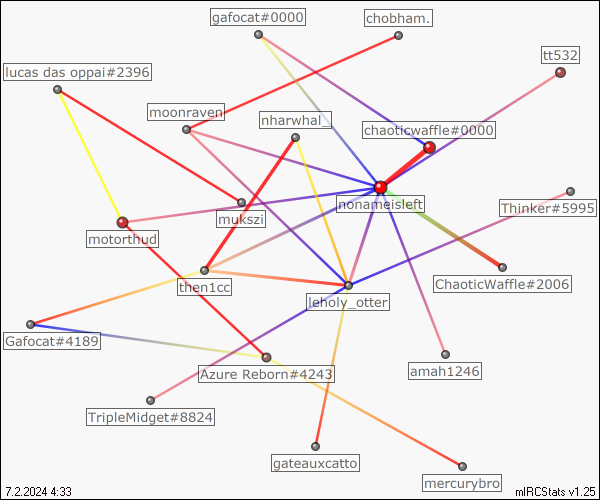 gafocat#0000
chobham.
tt532
lucas das oppai#2396
moonraven
nharwhal_
chaoticwaffle#0000
nonameisleft
Thinker#5995
mukszi
motorthud
then1cc
ChaoticWaffle#2006
leholy_otter
Gafocat#4189
Azure Reborn#4243
amah1246
TripleMidget#8824
gateauxcatto
mercurybro
7.2.2024 4:33
mIRCStats v1.25